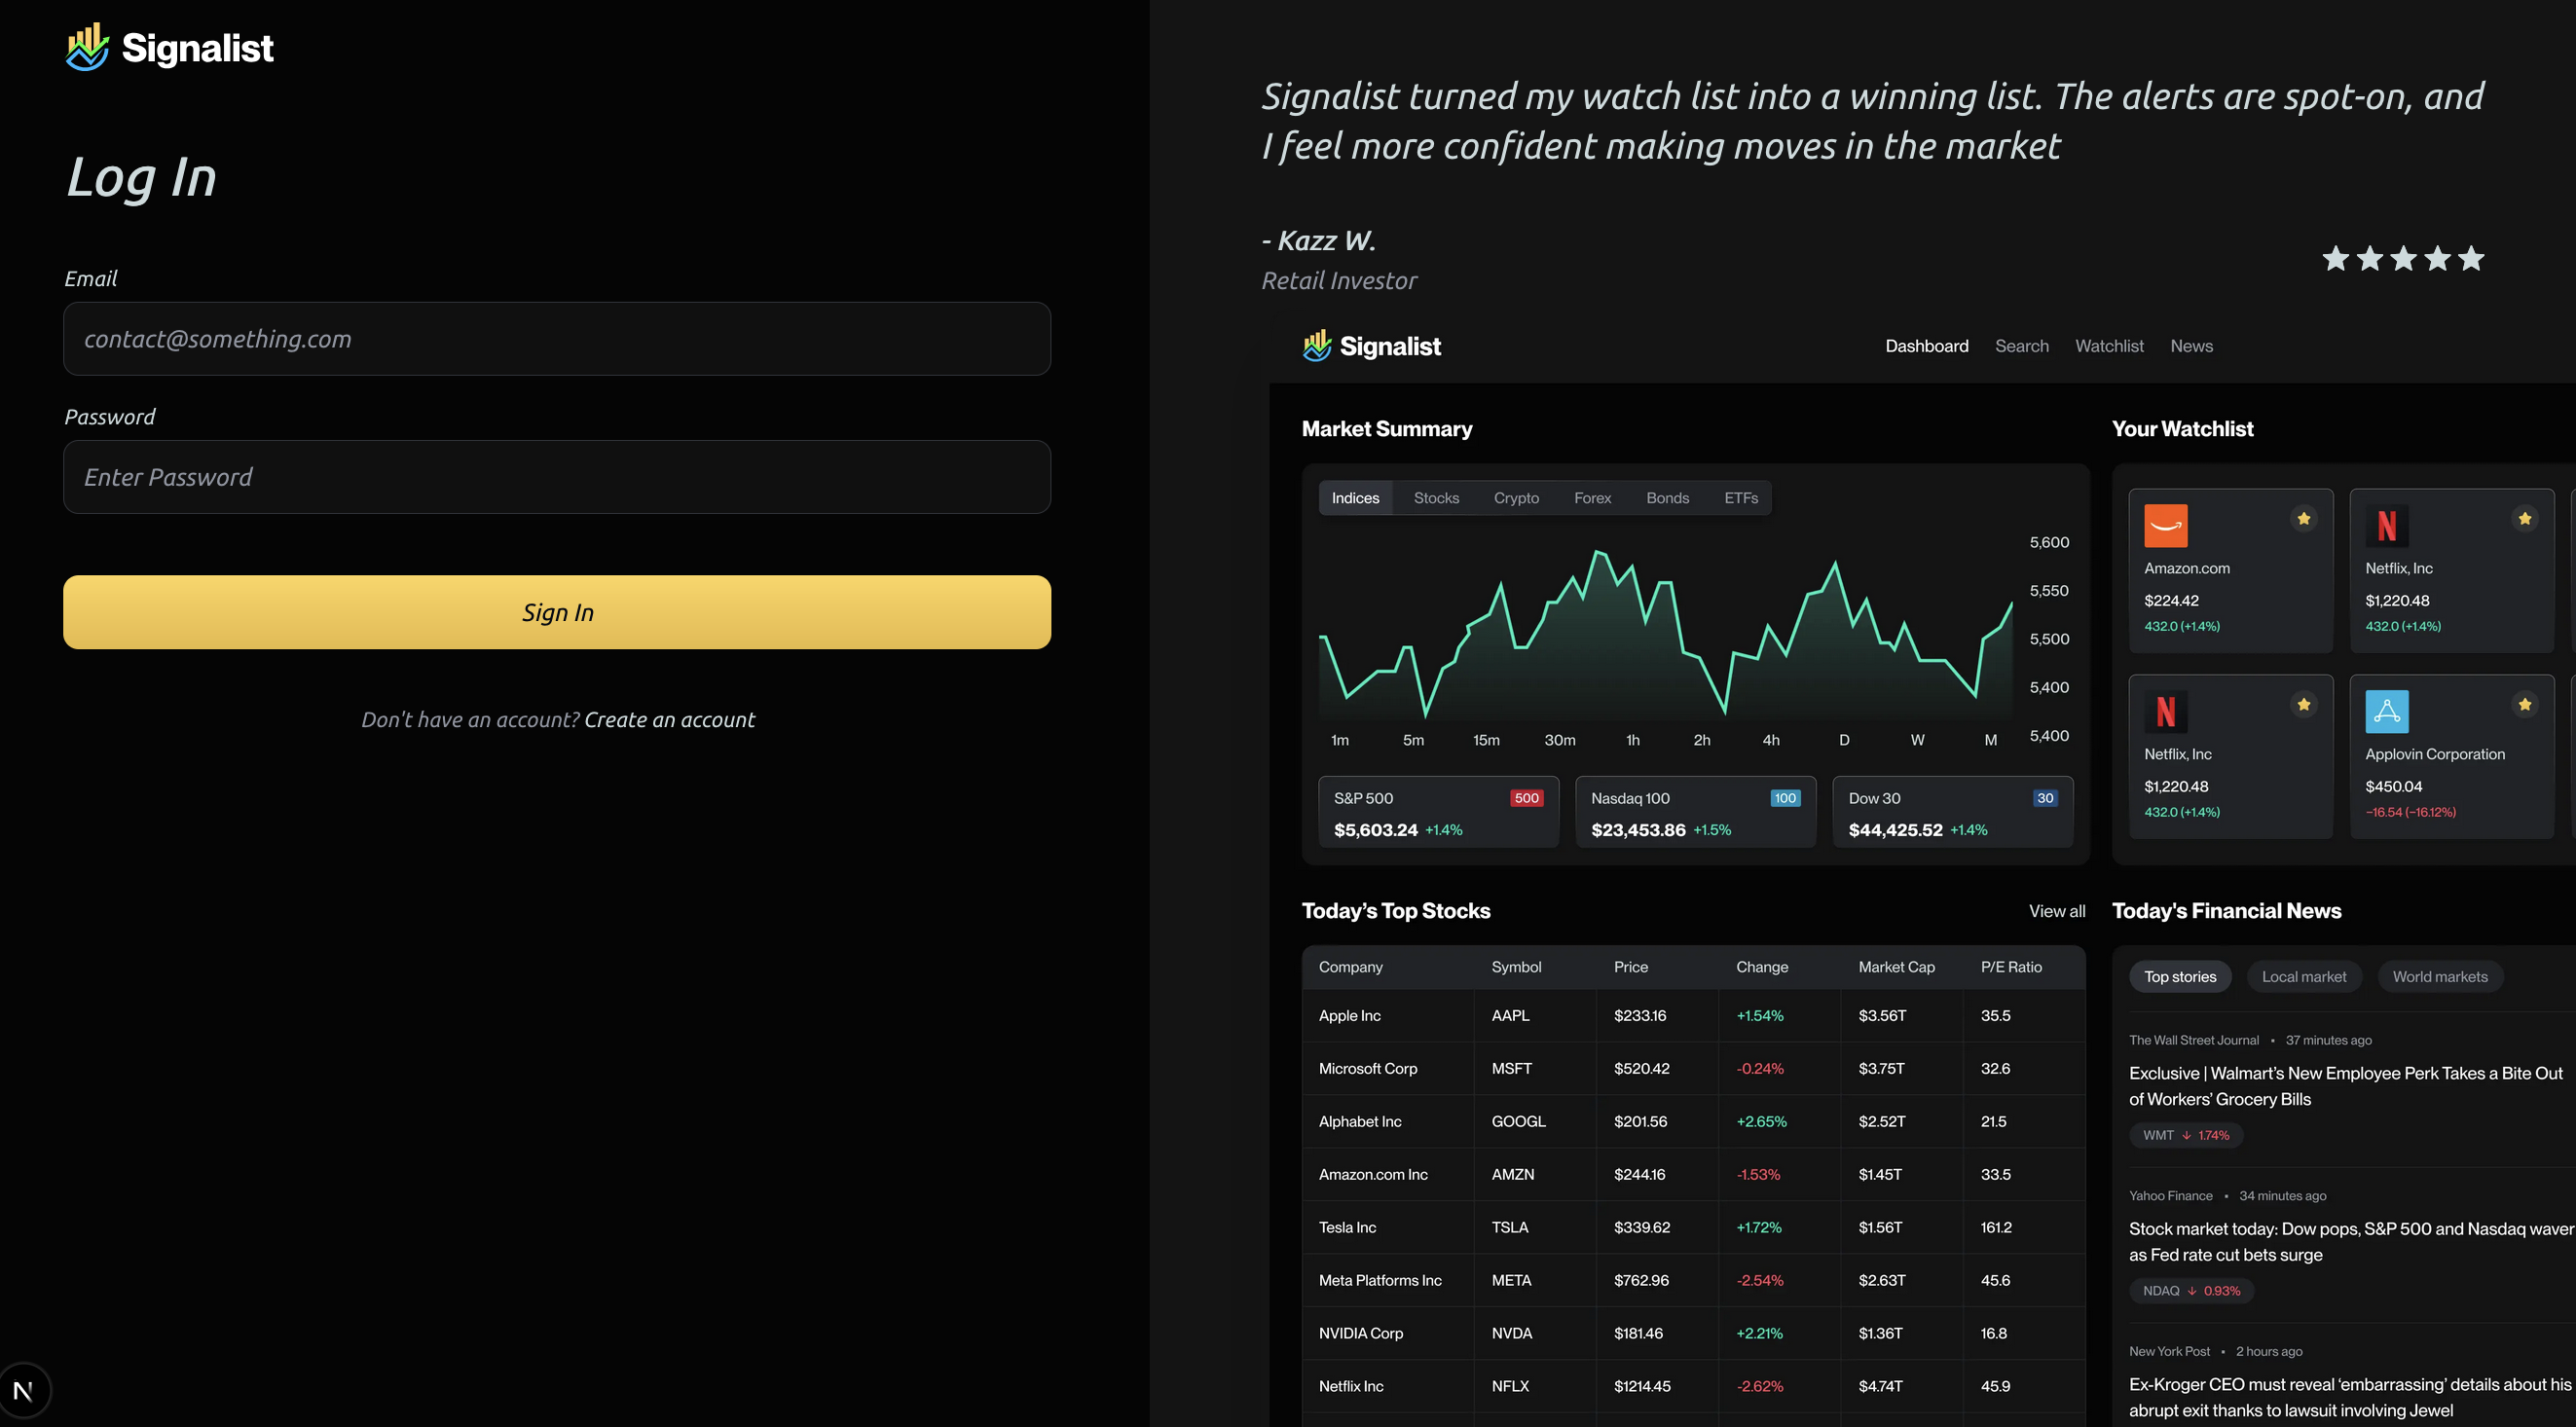 Signalist
Log In
Email
contact@something.com
Password
Enter Password
Sign In
Don't have an account? Create an account
N
Signalist turned my watch list into a winning list. The alerts are spot-on, and
I feel more confident making moves in the market
- Kazz W.
Retail Investor
Signalist
Dashboard Search Watchlist News
Market Summary
Indices Stocks Crypto Forex Bonds ETFs
5,600
5,550
5,500
5,400
5,400
1m 5m 15m 30m 1h 2h 4h D W M
S&P 500 500
$5,603.24 +1.4%
Nasdaq 100 100
$23,453.86 +1.5%
Dow 30 30
$44,425.52 +1.4%
Your Watchlist
Amazon.com
$224.42
432.0 (+1.4%)
N
Netflix, Inc
$1,220.48
432.0 (+1.4%)
N
Netflix, Inc
$1,220.48
432.0 (+1.4%)
Applovin Corporation
$450.04
−16.54 (−16.12%)
Today’s Top Stocks View all
Company Symbol Price Change Market Cap P/E Ratio
Apple Inc AAPL $233.16 +1.54% $3.56T 35.5
Microsoft Corp MSFT $520.42 -0.24% $3.75T 32.6
Alphabet Inc GOOGL $201.56 +2.65% $2.52T 21.5
Amazon.com Inc AMZN $244.16 -1.53% $1.45T 33.5
Tesla Inc TSLA $339.62 +1.72% $1.56T 161.2
Meta Platforms Inc META $762.96 -2.54% $2.63T 45.6
NVIDIA Corp NVDA $181.46 +2.21% $1.36T 16.8
Netflix Inc NFLX $1214.45 -2.62% $4.74T 45.9
Today's Financial News
Top stories Local market World markets
The Wall Street Journal • 37 minutes ago
Exclusive | Walmart’s New Employee Perk Takes a Bite Out
of Workers’ Grocery Bills
WMT ↓ 1.74%
Yahoo Finance • 34 minutes ago
Stock market today: Dow pops, S&P 500 and Nasdaq waver
as Fed rate cut bets surge
NDAQ ↓ 0.93%
New York Post • 2 hours ago
Ex-Kroger CEO must reveal ‘embarrassing’ details about his
abrupt exit thanks to lawsuit involving Jewel